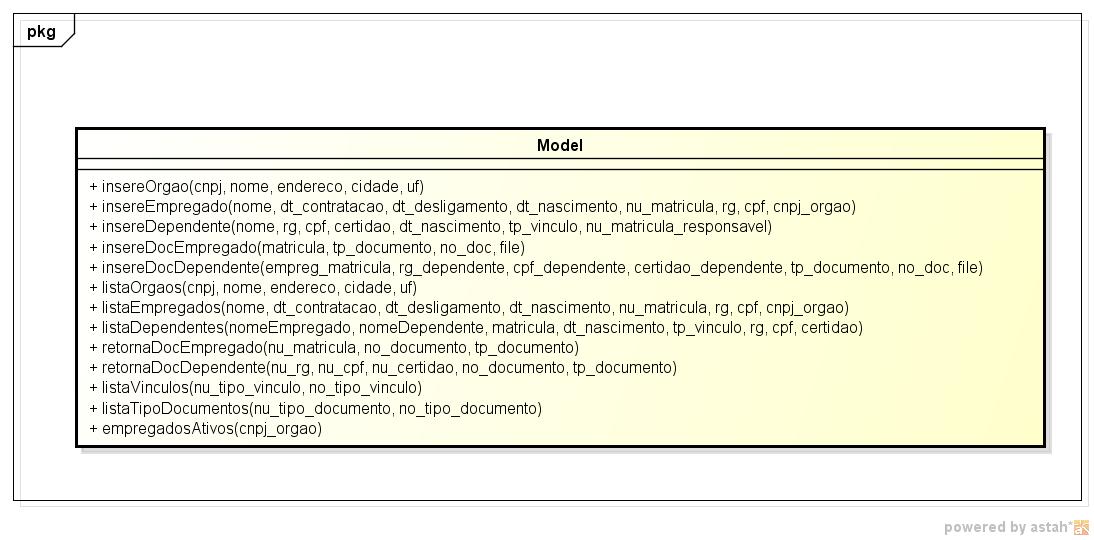 pkg
Model
+ insereOrgao(cnpj, nome, endereco, cidade, uf)
+ insereEmpregado(nome, dt_contratacao, dt_desligamento, dt_nascimento, nu_matricula, rg, cpf, cnpj_orgao)
+ insereDependente(nome, rg, cpf, certidao, dt_nascimento, tp_vinculo, nu_matricula_responsavel)
+ insereDocEmpregado(matricula, tp_documento, no_doc, file)
+ insereDocDependente(empreg_matricula, rg_dependente, cpf_dependente, certidao_dependente, tp_documento, no_doc, file)
+ listaOrgaos(cnpj, nome, endereco, cidade, uf)
+ listaEmpregados(nome, dt_contratacao, dt_desligamento, dt_nascimento, nu_matricula, rg, cpf, cnpj_orgao)
+ listaDependentes(nomeEmpregado, nomeDependente, matricula, dt_nascimento, tp_vinculo, rg, cpf, certidao)
+ retornaDocEmpregado(nu_matricula, no_documento, tp_documento)
+ retornaDocDependente(nu_rg, nu_cpf, nu_certidao, no_documento, tp_documento)
+ listaVinculos(nu_tipo_vinculo, no_tipo_vinculo)
+ listaTipoDocumentos(nu_tipo_documento, no_tipo_documento)
+ empregadosAtivos(cnpj_orgao)
powered by astah*